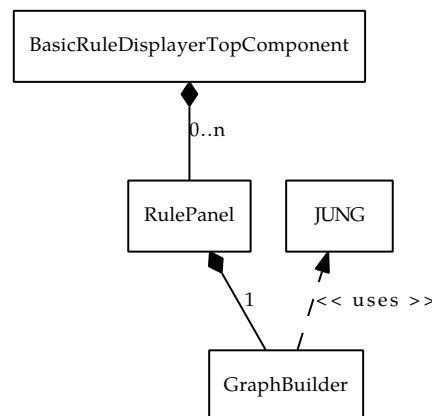 BasicRuleDisplayerTopComponent
0..n
RulePanel
JUNG
1
<< uses >>
GraphBuilder